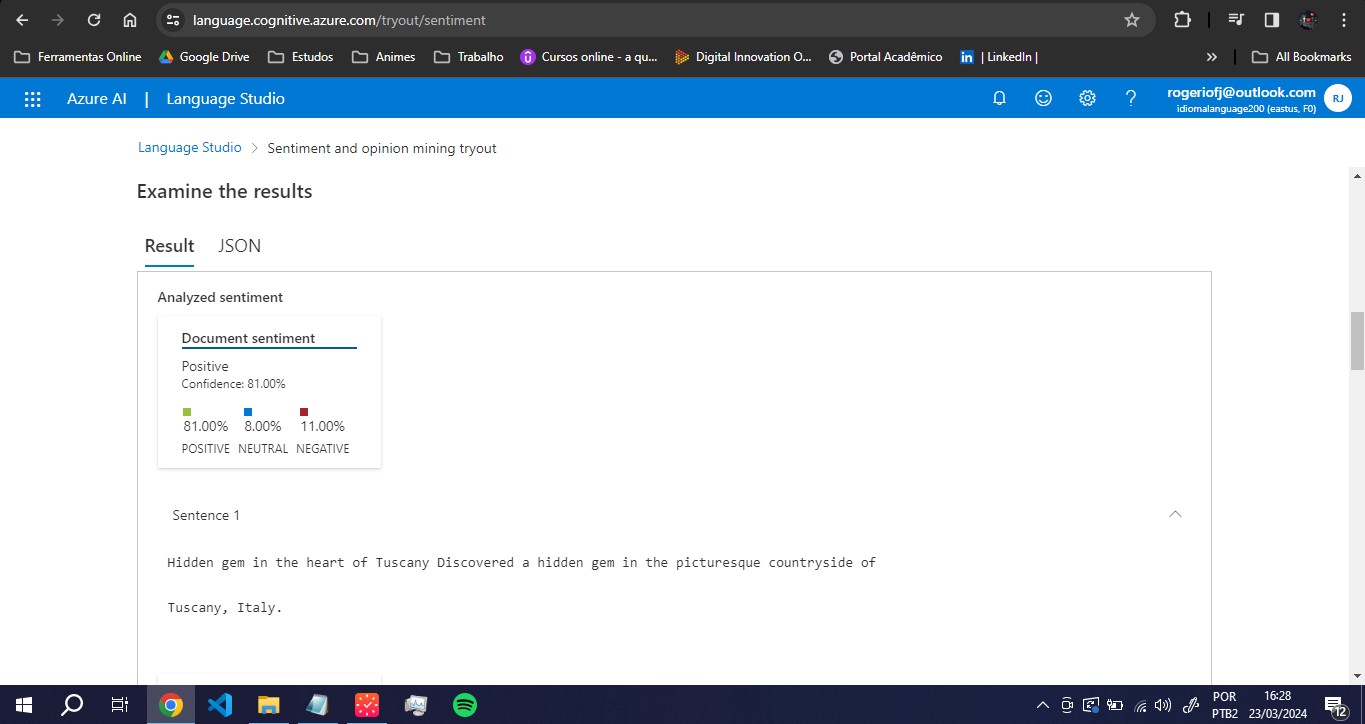 language.cognitive.azure.com/tryout/sentiment
Ferramentas Online Google Drive Estudos Animes Trabalho Cursos online - a qu... Digital Innovation O... Portal Acadêmico | LinkedIn | » All Bookmarks
Azure AI | Language Studio
rogeriofj@outlook.com
idiomalanguage200 (eastus, F0)
RJ
Language Studio > Sentiment and opinion mining tryout
Examine the results
Result JSON
Analyzed sentiment
Document sentiment
Positive
Confidence: 81.00%
81.00% 8.00% 11.00%
POSITIVE NEUTRAL NEGATIVE
Sentence 1
Hidden gem in the heart of Tuscany Discovered a hidden gem in the picturesque countryside of
Tuscany, Italy.
POR 16:28
PTB2 23/03/2024
12